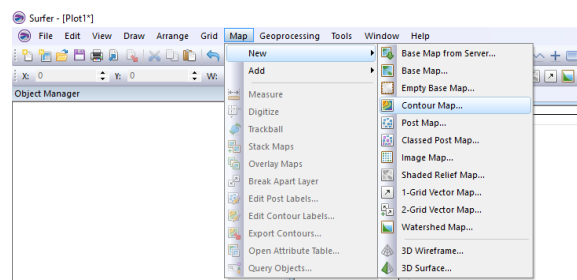 Surfer - [Plot1*]
File Edit View Draw Arrange Grid Map Geoprocessing Tools Window Help
X: 0 Y: 0 W:
Object Manager
New
Add
Measure
Digitize
Trackball
Stack Maps
Overlay Maps
Break Apart Layer
Edit Post Labels...
Edit Contour Labels...
Export Contours...
Open Attribute Table...
Query Objects...
Base Map from Server...
Base Map...
Empty Base Map...
Contour Map...
Post Map...
Classed Post Map...
Image Map...
Shaded Relief Map...
1-Grid Vector Map...
2-Grid Vector Map...
Watershed Map...
3D Wireframe...
3D Surface...